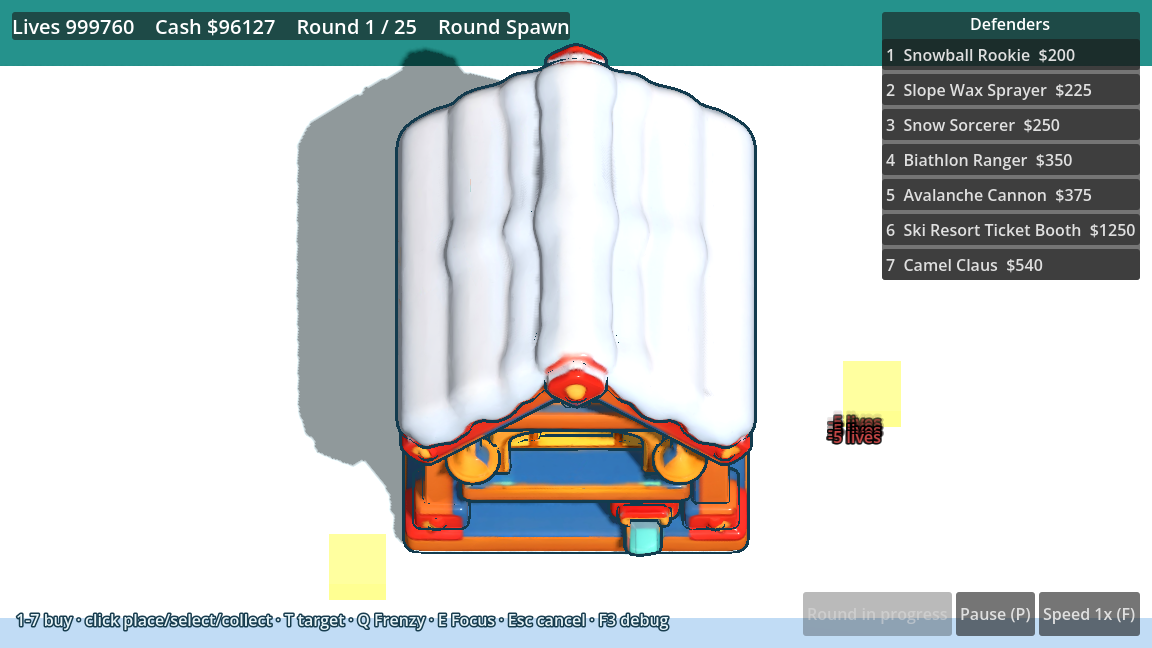 Lives 999760 Cash $96127 Round 1 / 25 Round Spawn
Defenders
1 Snowball Rookie $200
2 Slope Wax Sprayer $225
3 Snow Sorcerer $250
4 Biathlon Ranger $350
5 Avalanche Cannon $375
6 Ski Resort Ticket Booth $1250
7 Camel Claus $540
5 lives
1-7 buy · click place/select/collect · T target · Q Frenzy · E Focus · Esc cancel · F3 debug
Round in progress Pause (P) Speed 1x (F)